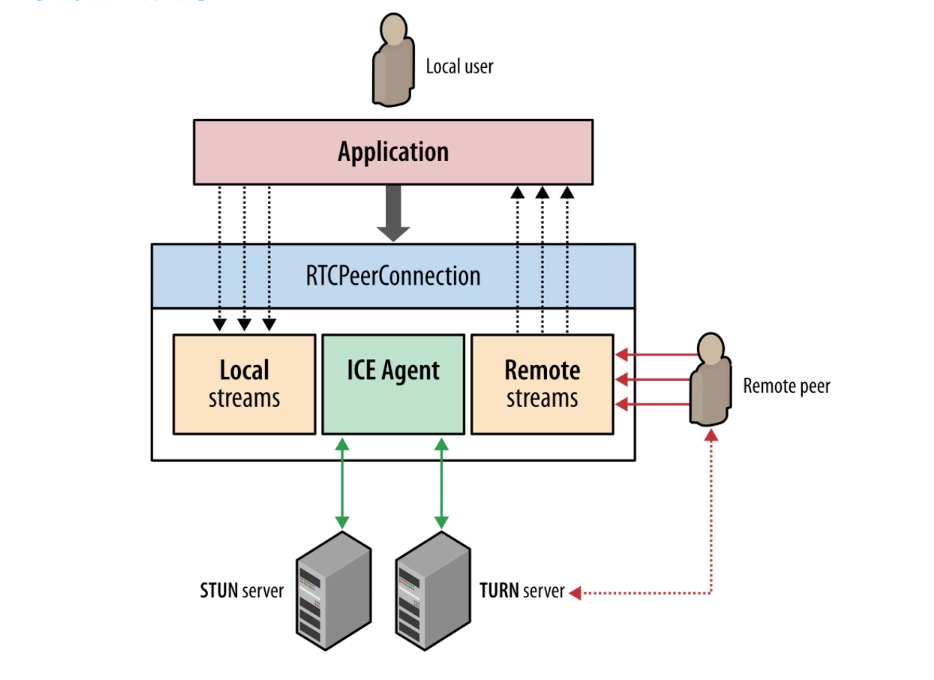 Local user
Application
RTCPeerConnection
Local
streams
ICE Agent
Remote
streams
Remote peer
STUN server
TURN server